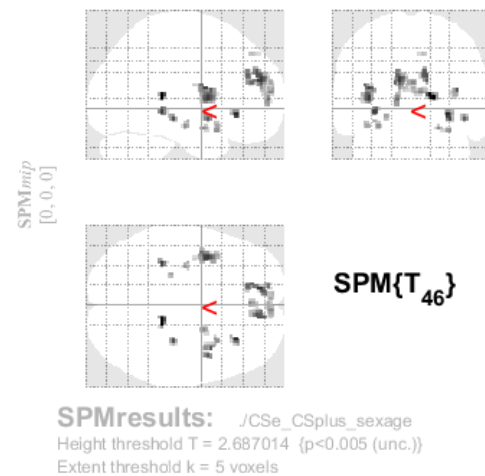 SPMmip
[0, 0, 0]
<
<
<
SPM{T46}
SPMresults: ./CSe_CSplus_sexage
Height threshold T = 2.687014 {p<0.005 (unc.)}
Extent threshold k = 5 voxels